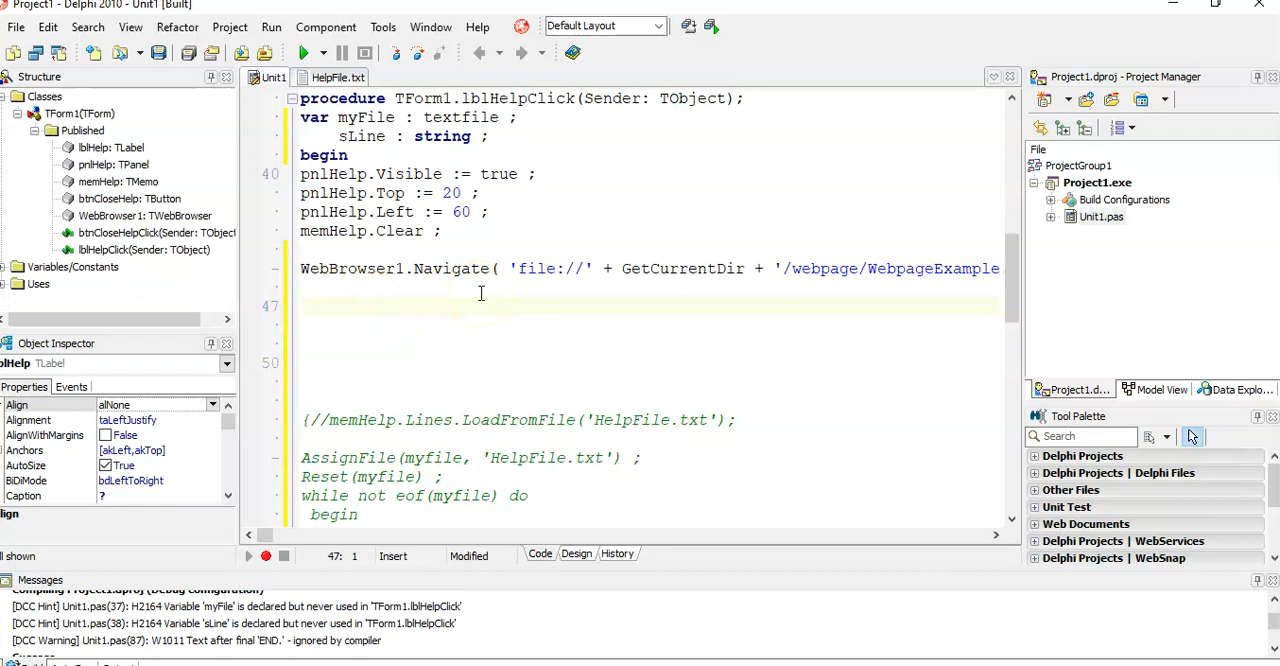 Project1 - Delphi 2010 - Unit1 [Built]
File Edit Search View Refactor Project Run Component Tools Window Help
Default Layout
Structure
Unit1 HelpFile.txt
Project1.dproj - Project Manager
Classes
TForm1(TForm)
Published
lblHelp: TLabel
pnlHelp: TPanel
memHelp: TMemo
btnCloseHelp: TButton
WebBrowser1: TWebBrowser
btnCloseHelpClick(Sender: TObject
lblHelpClick(Sender: TObject)
Variables/Constants
Uses
Object Inspector
TLabel
Properties Events
Align alNone
Alignment taLeftJustify
AlignWithMargins False
Anchors [akLeft,akTop]
AutoSize True
BiDiMode bdLeftToRight
Caption ?
procedure TForm1.lblHelpClick(Sender: TObject);
var myFile : textfile ;
sLine : string ;
begin
40 pnlHelp.Visible := true ;
pnlHelp.Top := 20 ;
pnlHelp.Left := 60 ;
memHelp.Clear ;
WebBrowser1.Navigate( 'file://' + GetCurrentDir + '/webpage/WebpageExample
47
50
{//memHelp.Lines.LoadFromFile('HelpFile.txt');
AssignFile(myfile, 'HelpFile.txt') ;
Reset(myfile) ;
while not eof(myfile) do
begin
47: 1 Insert Modified Code Design History
File
ProjectGroup1
Project1.exe
Build Configurations
Unit1.pas
Project1.d... Model View Data Explo...
Tool Palette
Search
Delphi Projects
Delphi Projects | Delphi Files
Other Files
Unit Test
Web Documents
Delphi Projects | WebServices
Delphi Projects | WebSnap
Messages
Compiling Project1.dproj (Debug configuration)
[DCC Hint] Unit1.pas(37): H2164 Variable 'myFile' is declared but never used in 'TForm1.lblHelpClick'
[DCC Hint] Unit1.pas(38): H2164 Variable 'sLine' is declared but never used in 'TForm1.lblHelpClick'
[DCC Warning] Unit1.pas(87): W1011 Text after final 'END.' - ignored by compiler